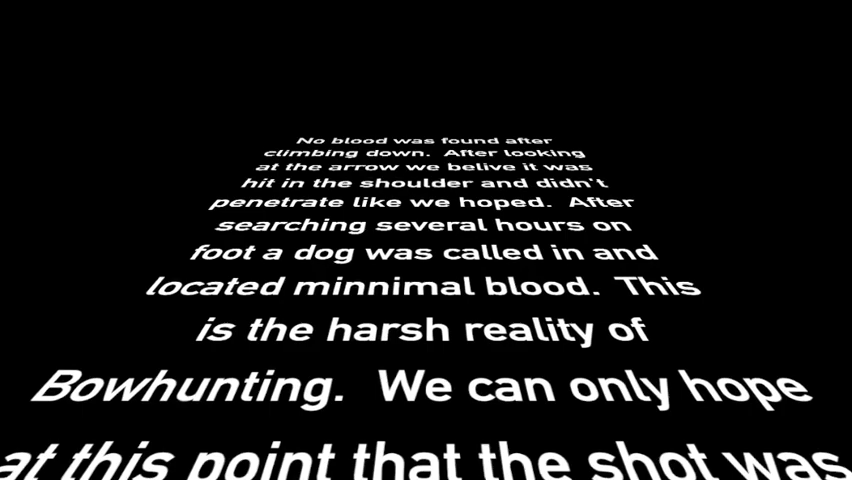 No blood was found after
climbing down. After looking
at the arrow we belive it was
hit in the shoulder and didn't
penetrate like we hoped. After
searching several hours on
foot a dog was called in and
located minnimal blood. This
is the harsh reality of
Bowhunting. We can only hope
at this point that the shot was